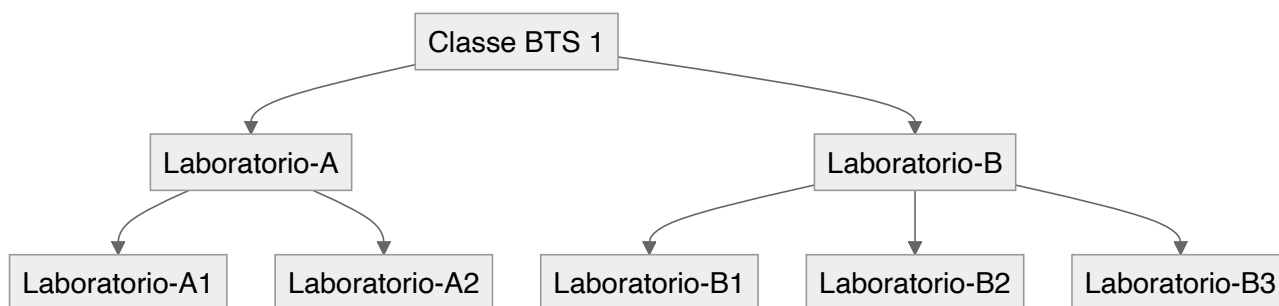 Classe BTS 1
Laboratorio-A
Laboratorio-B
Laboratorio-A1
Laboratorio-A2
Laboratorio-B1
Laboratorio-B2
Laboratorio-B3